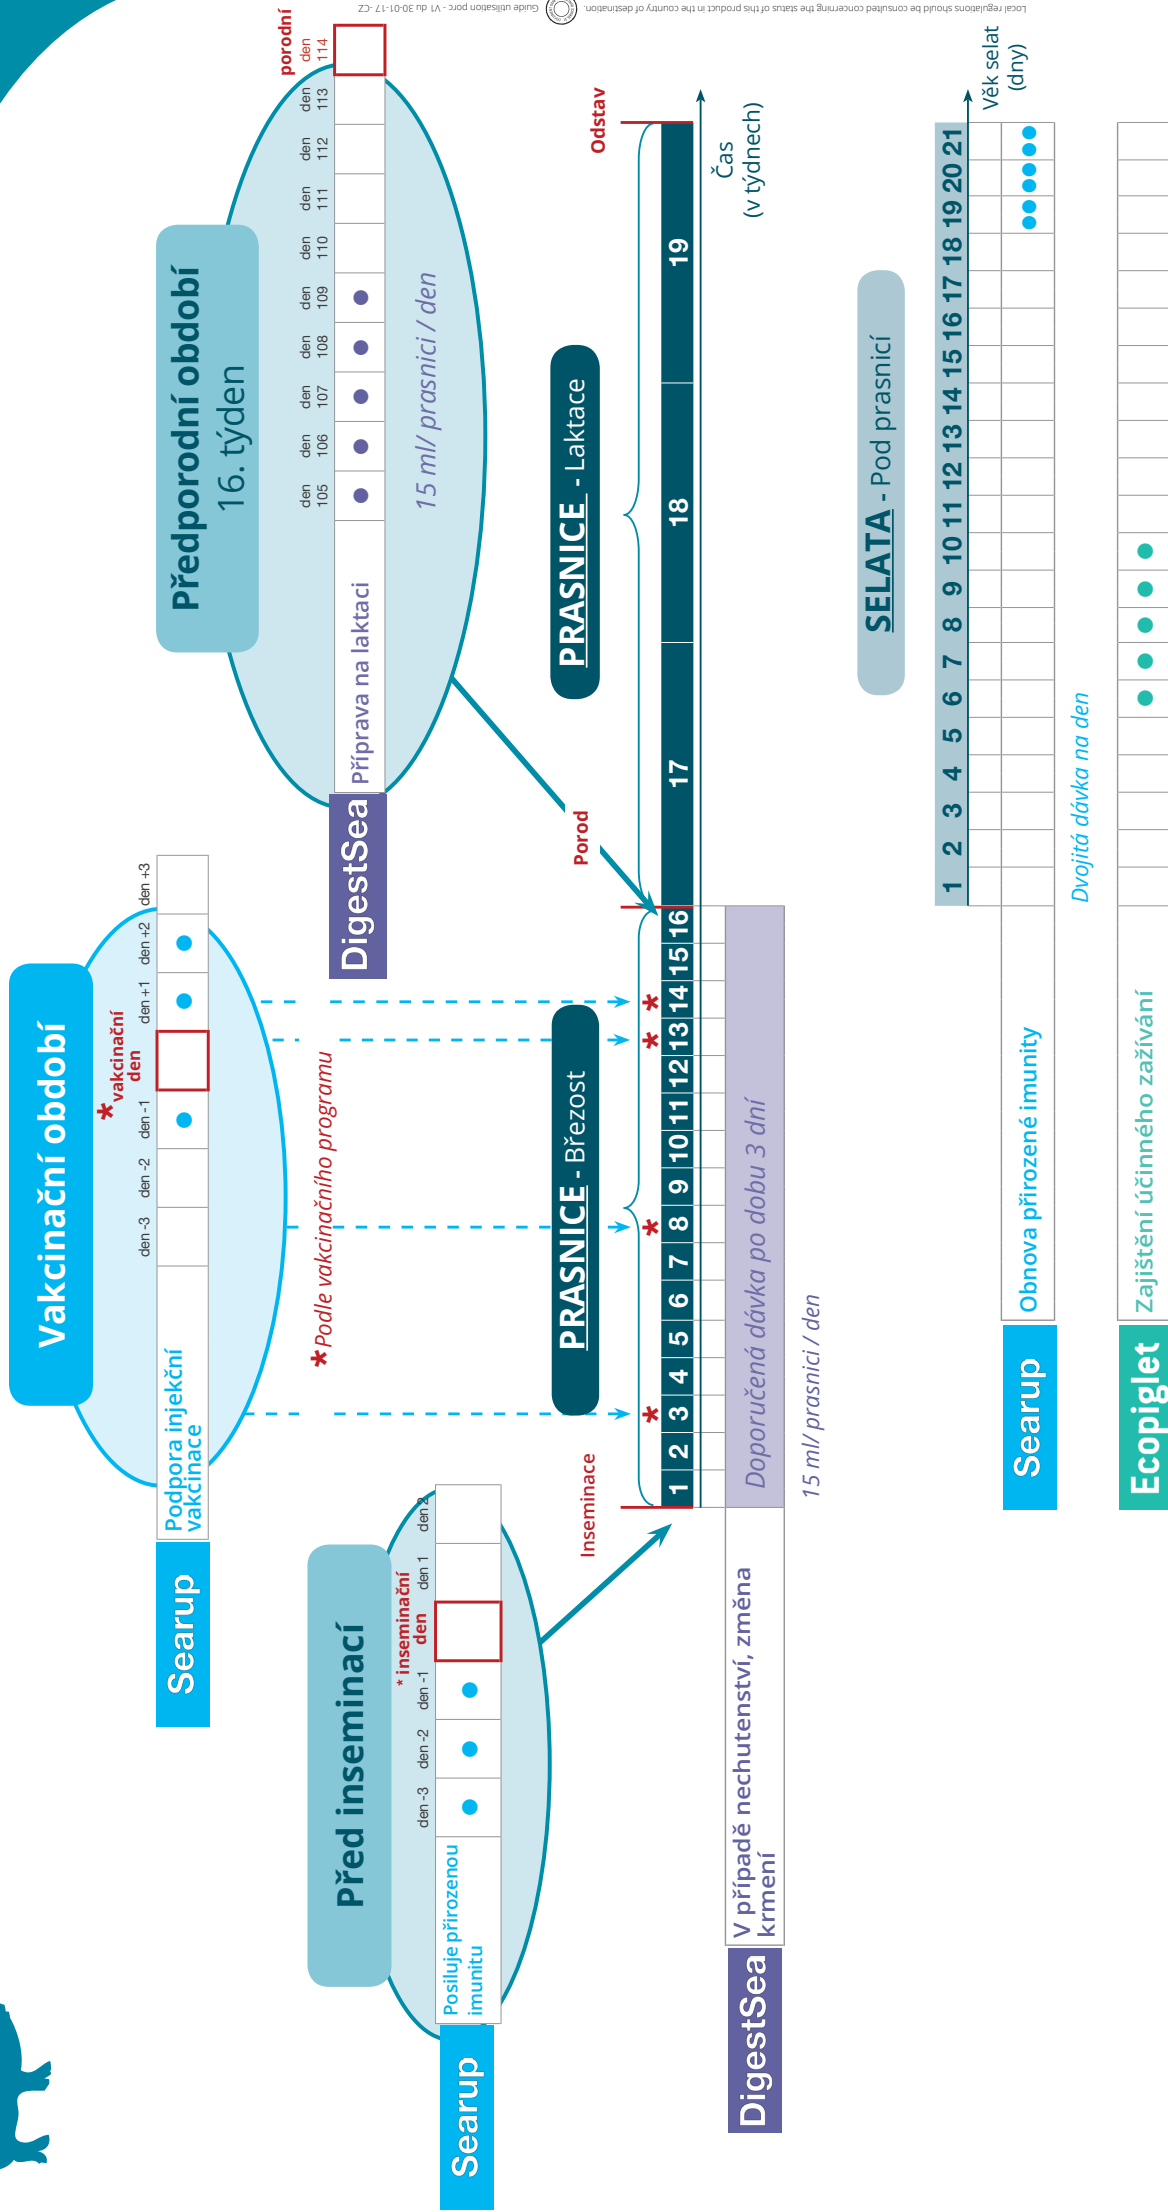 Vakcinační období
*vakcinační
den
den -3
den -2
den -1
den +1
den +2
den +3
Searup
Podpora injekční
vakcinace
*Podle vakcinačního programu
Předporodní období
16. týden
porodní
den
105
den
106
den
107
den
108
den
109
den
110
den
111
den
112
den
113
den
114
DigestSea
Příprava na laktaci
15 ml/ prasnici / den
Před inseminací
* inseminační
den
den -3
den -2
den -1
den 1
den 2
Searup
Posiluje přirozenou
imunitu
PRASNICE - Březost
PRASNICE - Laktace
Inseminace
Porod
Odstav
* * * *
1 2 3 4 5 6 7 8 9 10 11 12 13 14 15 16 17 18 19
Čas
(v týdnech)
DigestSea
V případě nechutenství, změna
krmení
Doporučená dávka po dobu 3 dní
15 ml/ prasnici / den
SELATA - Pod prasnicí
1 2 3 4 5 6 7 8 9 10 11 12 13 14 15 16 17 18 19 20 21
Věk selat
(dny)
Searup
Obnova přirozené imunity
Dvojitá dávka na den
Ecopiglet
Zajištění účinného zažívání
Local regulations should be consulted concerning the status of this product in the country of destination.
Guide utilisation porc - V1 du 30-01-17-CZ